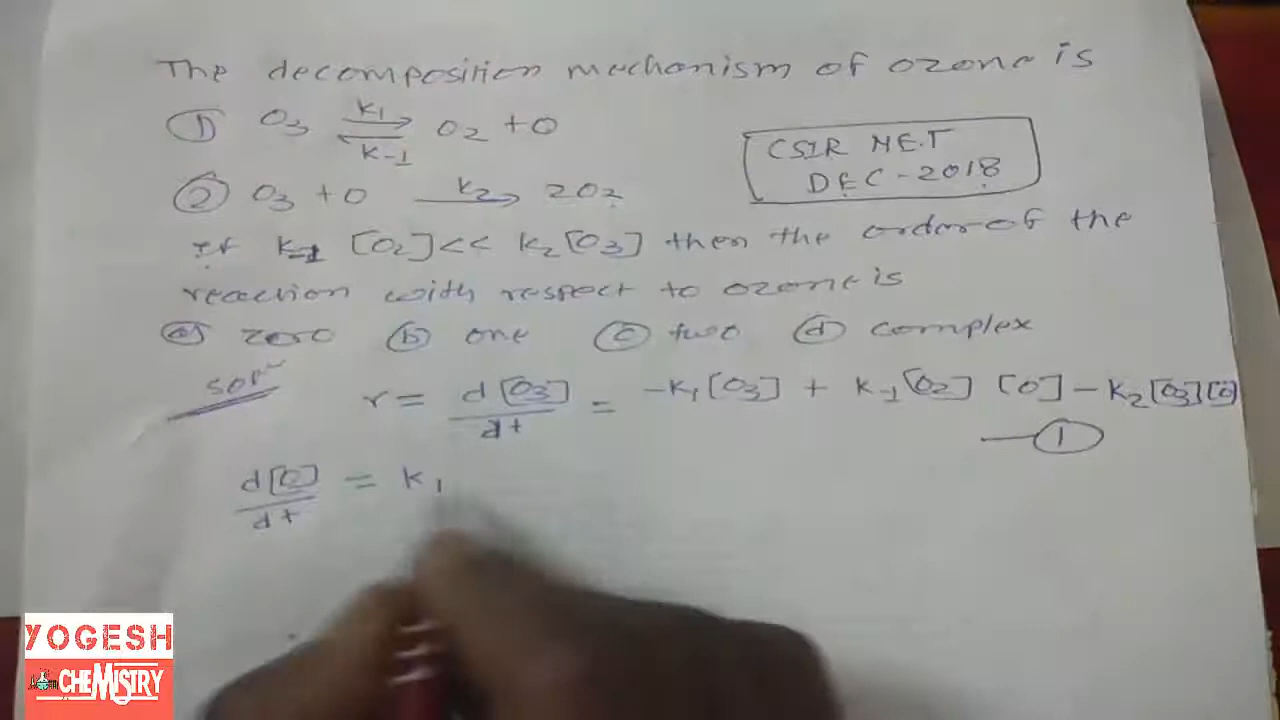 The decomposition mechanism of ozone is
① O3 ⇌ O2 + O
K1
K-1
CSIR NET
DEC-2018
② O3 + O →K2 2O2
If K-1 [O2] << K2 [O3] then the order of the
reaction with respect to ozone is
ⓐ zero ⓑ one ⓒ two ⓓ complex
r = d[O3]/dt = -K1[O3] + K-1[O2] [O] - K2[O3][O]
①
d[O]/dt = K1
YOGESH
CHEMISTRY